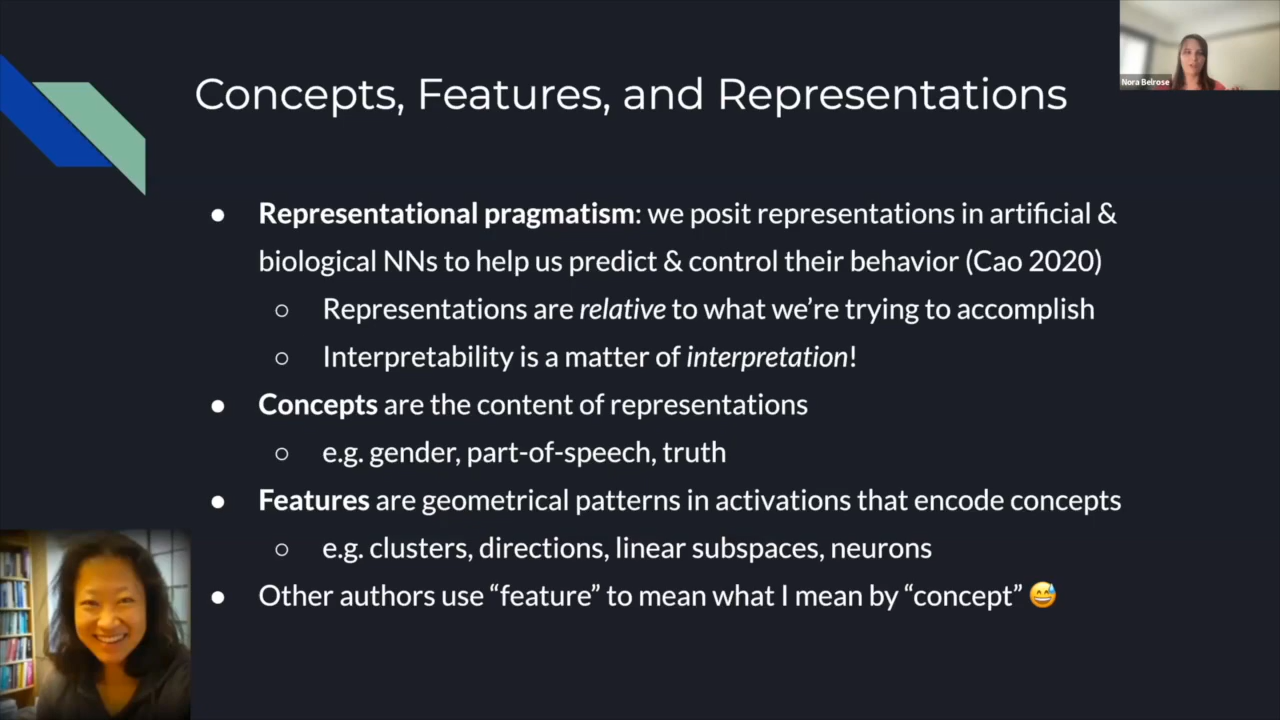 Concepts, Features, and Representations
Nora Belrose
● Representational pragmatism: we posit representations in artificial &
biological NNs to help us predict & control their behavior (Cao 2020)
○ Representations are relative to what we’re trying to accomplish
○ Interpretability is a matter of interpretation!
● Concepts are the content of representations
○ e.g. gender, part-of-speech, truth
● Features are geometrical patterns in activations that encode concepts
○ e.g. clusters, directions, linear subspaces, neurons
● Other authors use “feature” to mean what I mean by “concept” 😅